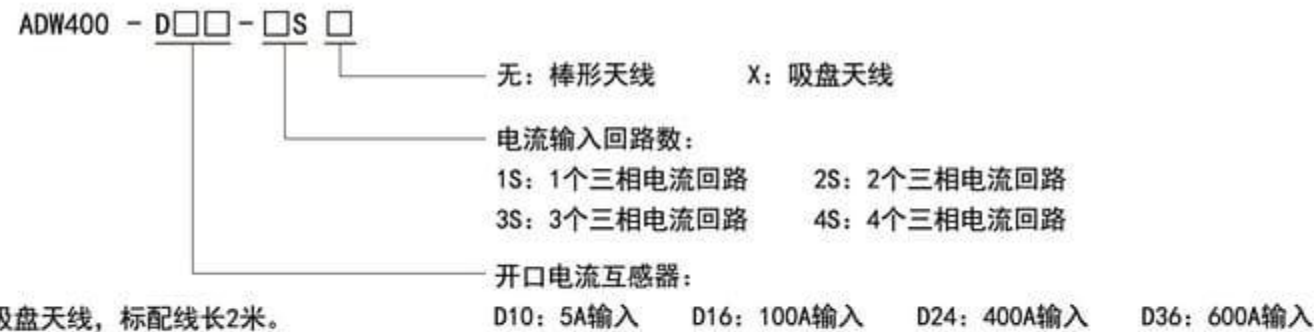 ADW400 - D□□ - □S □
无：棒形天线 X：吸盘天线
电流输入回路数：
1S：1个三相电流回路 2S：2个三相电流回路
3S：3个三相电流回路 4S：4个三相电流回路
开口电流互感器：
吸盘天线，标配线长2米。 D10：5A输入 D16：100A输入 D24：400A输入 D36：600A输入